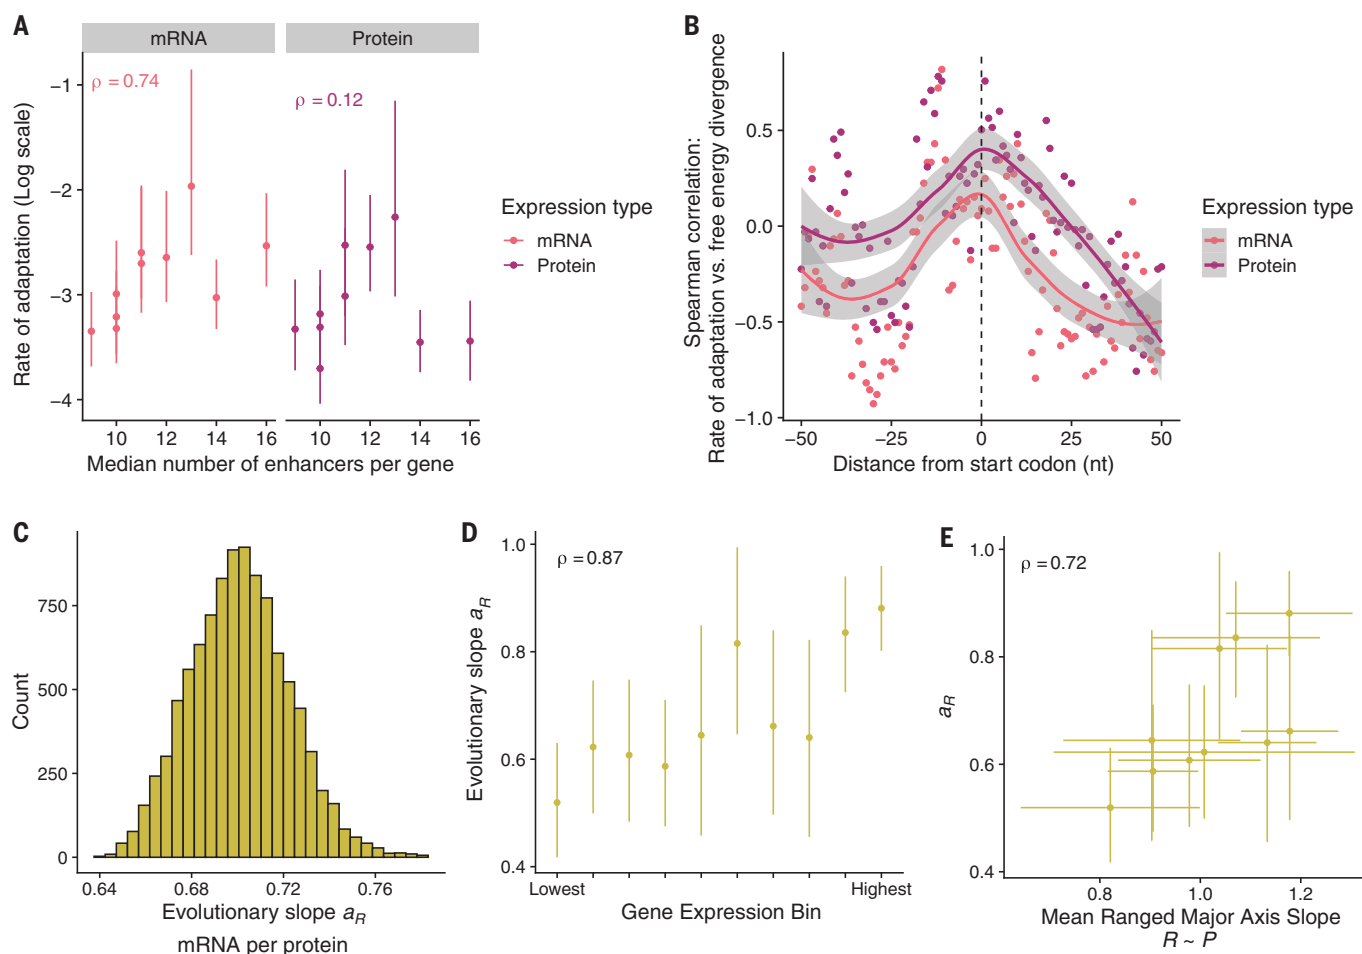 A
mRNA
Protein
ρ = 0.74
ρ = 0.12
Rate of adaptation (Log scale)
−1
−2
−3
−4
10
12
14
16
10
12
14
16
Median number of enhancers per gene
Expression type
mRNA
Protein
B
Spearman correlation:
Rate of adaptation vs. free energy divergence
0.5
0.0
−0.5
−1.0
−50
−25
0
25
50
Distance from start codon (nt)
Expression type
mRNA
Protein
C
Count
750
500
250
0
0.64
0.68
0.72
0.76
Evolutionary slope aR
mRNA per protein
D
ρ = 0.87
Evolutionary slope aR
1.0
0.8
0.6
0.4
Lowest
Highest
Gene Expression Bin
E
ρ = 0.72
aR
1.0
0.8
0.6
0.4
0.8
1.0
1.2
Mean Ranged Major Axis Slope
R ~ P